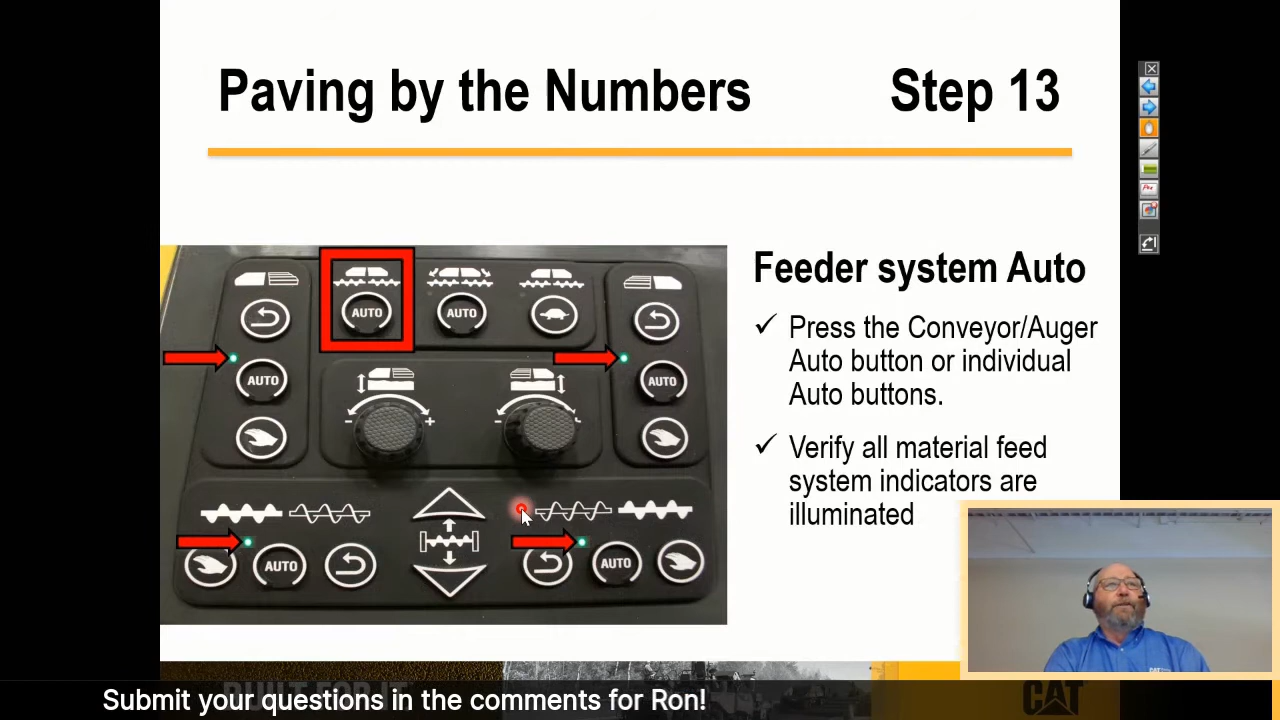 Paving by the Numbers Step 13
Feeder system Auto
✓ Press the Conveyor/Auger
Auto button or individual
Auto buttons.
✓ Verify all material feed
system indicators are
illuminated
AUTO AUTO
AUTO AUTO
- + -
AUTO AUTO
CAT
CAT
Submit your questions in the comments for Ron!